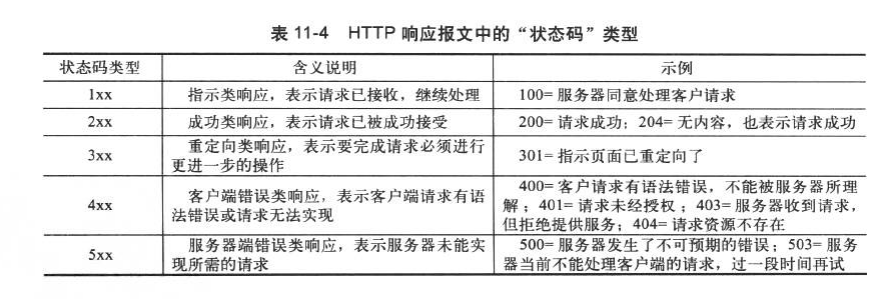 表 11-4 HTTP 响应报文中的“状态码”类型
状态码类型 含义说明 示例
1xx 指示类响应，表示请求已接收，继续处理 100= 服务器同意处理客户请求
2xx 成功类响应，表示请求已被成功接受 200= 请求成功；204= 无内容，也表示请求成功
3xx 重定向类响应，表示要完成请求必须进行
更进一步的操作 301= 指示页面已重定向了
4xx 客户端错误类响应，表示客户端请求有语
法错误或请求无法实现 400= 客户请求有语法错误，不能被服务器所理
解；401= 请求未经授权；403= 服务器收到请求，
但拒绝提供服务；404= 请求资源不存在
5xx 服务器端错误类响应，表示服务器未能实
现所需的请求 500= 服务器发生了不可预期的错误；503= 服务
器当前不能处理客户端的请求，过一段时间再试